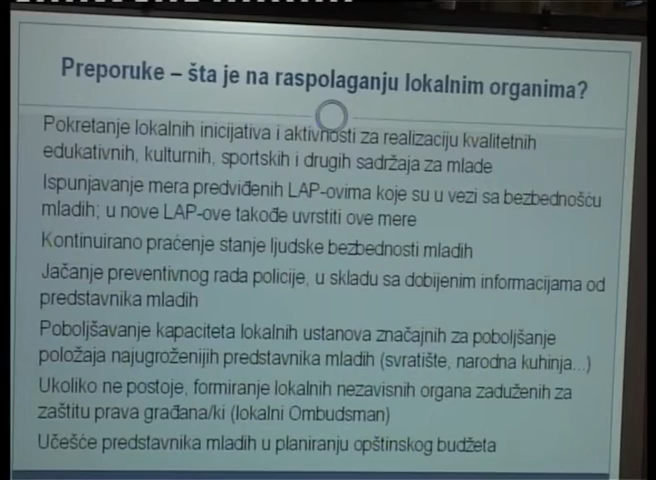 Preporuke – šta je na raspolaganju lokalnim organima?
Pokretanje lokalnih inicijativa i aktivnosti za realizaciju kvalitetnih
edukativnih, kulturnih, sportskih i drugih sadržaja za mlade
Ispunjavanje mera predviđenih LAP-ovima koje su u vezi sa bezbednošću
mladih; u nove LAP-ove takođe uvrstiti ove mere
Kontinuirano praćenje stanje ljudske bezbednosti mladih
Jačanje preventivnog rada policije, u skladu sa dobijenim informacijama od
predstavnika mladih
Poboljšavanje kapaciteta lokalnih ustanova značajnih za poboljšanje
položaja najugroženijih predstavnika mladih (svratište, narodna kuhinja...)
Ukoliko ne postoje, formiranje lokalnih nezavisnih organa zaduženih za
zaštitu prava građana/ki (lokalni Ombudsman)
Učešće predstavnika mladih u planiranju opštinskog budžeta